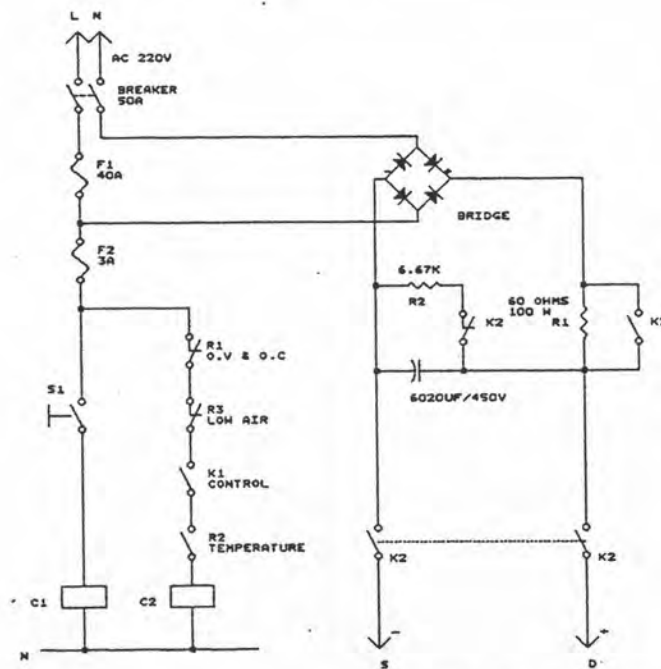 L N
AC 220V
BREAKER
50A
F1
40A
- +
BRIDGE
F2
3A
6.67K
R2
K2
60 OHMS
100 W
R1
R1
O.V & O.C
6020UF/450V
S1
R3
LOW AIR
K1
CONTROL
R2
TEMPERATURE
K2
K2
C1
C2
N
-
+
S
D